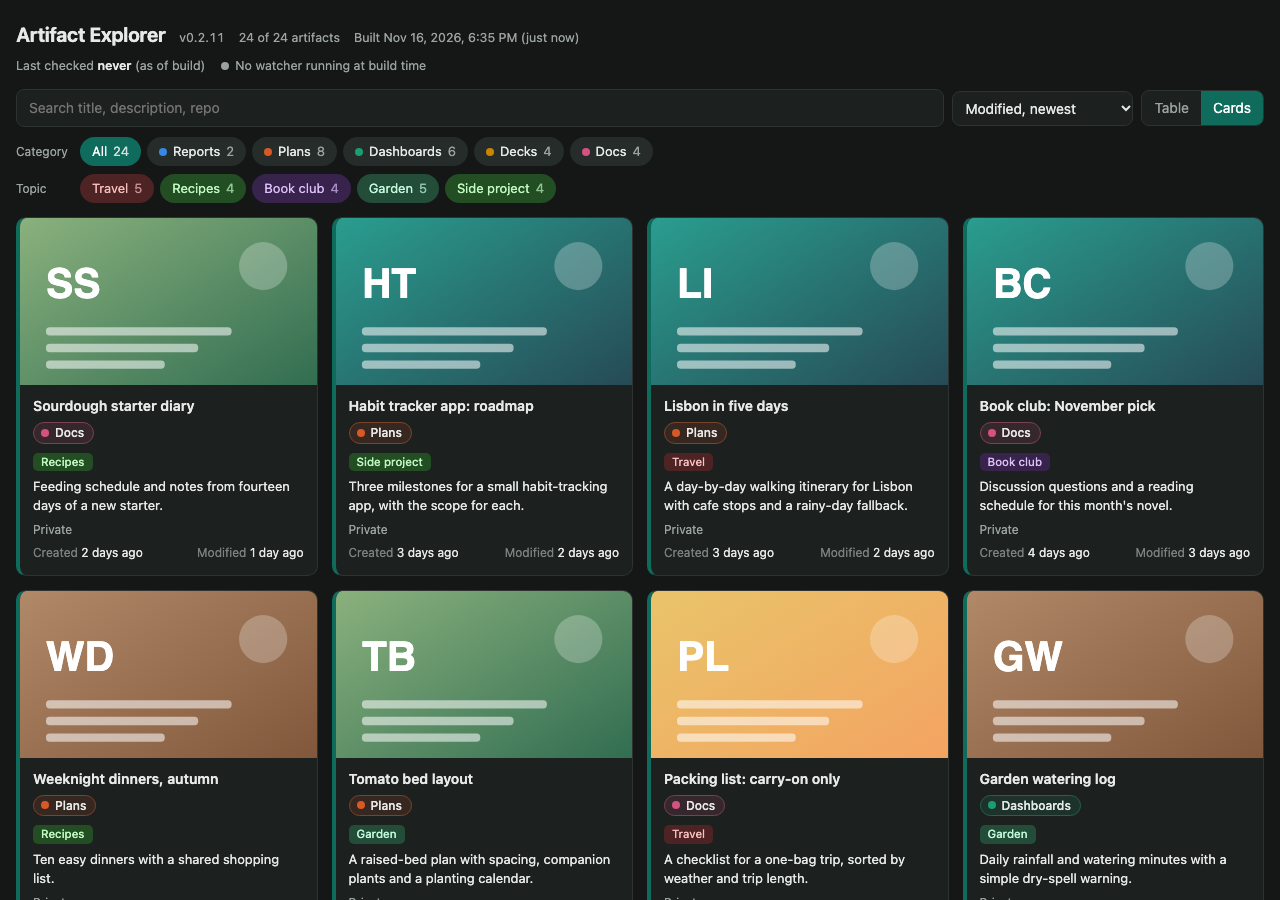 Artifact Explorer v0.2.11 24 of 24 artifacts Built Nov 16, 2026, 6:35 PM (just now)
Last checked never (as of build) No watcher running at build time
Search title, description, repo
Modified, newest
Table Cards
Category All 24 Reports 2 Plans 8 Dashboards 6 Decks 4 Docs 4
Topic Travel 5 Recipes 4 Book club 4 Garden 5 Side project 4
SS
Sourdough starter diary
Docs
Recipes
Feeding schedule and notes from fourteen
days of a new starter.
Private
Created 2 days ago Modified 1 day ago
HT
Habit tracker app: roadmap
Plans
Side project
Three milestones for a small habit-tracking
app, with the scope for each.
Private
Created 3 days ago Modified 2 days ago
LI
Lisbon in five days
Plans
Travel
A day-by-day walking itinerary for Lisbon
with cafe stops and a rainy-day fallback.
Private
Created 3 days ago Modified 2 days ago
BC
Book club: November pick
Docs
Book club
Discussion questions and a reading
schedule for this month's novel.
Private
Created 4 days ago Modified 3 days ago
WD
Weeknight dinners, autumn
Plans
Recipes
Ten easy dinners with a shared shopping
list.
TB
Tomato bed layout
Plans
Garden
A raised-bed plan with spacing, companion
plants and a planting calendar.
PL
Packing list: carry-on only
Docs
Travel
A checklist for a one-bag trip, sorted by
weather and trip length.
GW
Garden watering log
Dashboards
Garden
Daily rainfall and watering minutes with a
simple dry-spell warning.